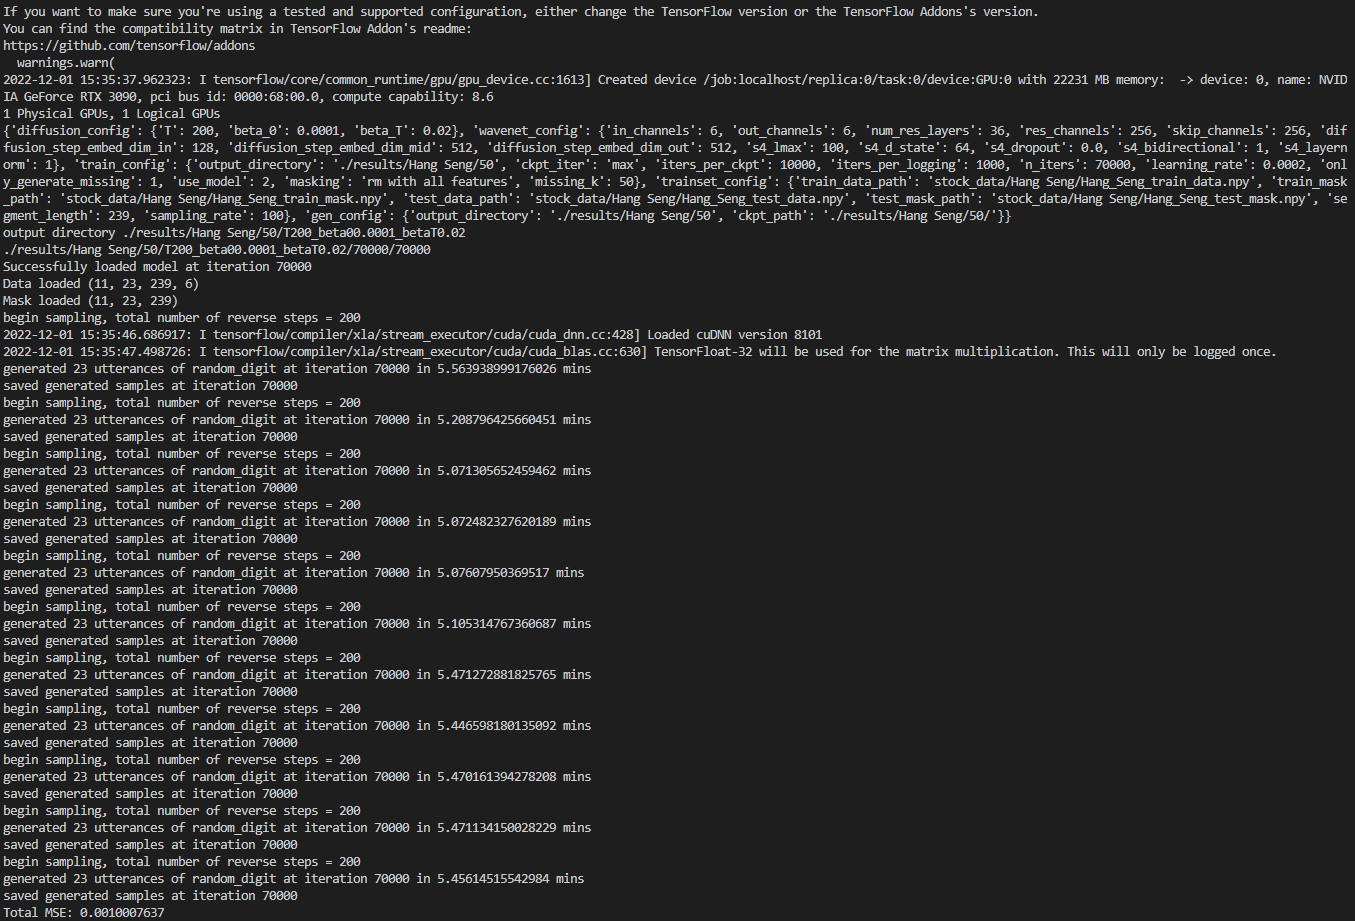 If you want to make sure you're using a tested and supported configuration, either change the TensorFlow version or the TensorFlow Addons's version.
You can find the compatibility matrix in TensorFlow Addon's readme:
https://github.com/tensorflow/addons
  warnings.warn(
2022-12-01 15:35:37.962323: I tensorflow/core/common_runtime/gpu/gpu_device.cc:1613] Created device /job:localhost/replica:0/task:0/device:GPU:0 with 22231 MB memory:  -> device: 0, name: NVID
IA GeForce RTX 3090, pci bus id: 0000:68:00.0, compute capability: 8.6
1 Physical GPUs, 1 Logical GPUs
{'diffusion_config': {'T': 200, 'beta_0': 0.0001, 'beta_T': 0.02}, 'wavenet_config': {'in_channels': 6, 'out_channels': 6, 'num_res_layers': 36, 'res_channels': 256, 'skip_channels': 256, 'dif
fusion_step_embed_dim_in': 128, 'diffusion_step_embed_dim_mid': 512, 'diffusion_step_embed_dim_out': 512, 's4_lmax': 100, 's4_d_state': 64, 's4_dropout': 0.0, 's4_bidirectional': 1, 's4_layern
orm': 1}, 'train_config': {'output_directory': './results/Hang Seng/50', 'ckpt_iter': 'max', 'iters_per_ckpt': 10000, 'iters_per_logging': 1000, 'n_iters': 70000, 'learning_rate': 0.0002, 'onl
y_generate_missing': 1, 'use_model': 2, 'masking': 'rm with all features', 'missing_k': 50}, 'trainset_config': {'train_data_path': 'stock_data/Hang Seng/Hang_Seng_train_data.npy', 'train_mask
_path': 'stock_data/Hang Seng/Hang_Seng_train_mask.npy', 'test_data_path': 'stock_data/Hang Seng/Hang_Seng_test_data.npy', 'test_mask_path': 'stock_data/Hang Seng/Hang_Seng_test_mask.npy', 'se
gment_length': 239, 'sampling_rate': 100}, 'gen_config': {'output_directory': './results/Hang Seng/50', 'ckpt_path': './results/Hang Seng/50/'}}
output directory ./results/Hang Seng/50/T200_beta00.0001_betaT0.02
./results/Hang Seng/50/T200_beta00.0001_betaT0.02/70000/70000
Successfully loaded model at iteration 70000
Data loaded (11, 23, 239, 6)
Mask loaded (11, 23, 239)
begin sampling, total number of reverse steps = 200
2022-12-01 15:35:46.686917: I tensorflow/compiler/xla/stream_executor/cuda/cuda_dnn.cc:428] Loaded cuDNN version 8101
2022-12-01 15:35:47.498726: I tensorflow/compiler/xla/stream_executor/cuda/cuda_blas.cc:630] TensorFloat-32 will be used for the matrix multiplication. This will only be logged once.
generated 23 utterances of random_digit at iteration 70000 in 5.563938999176026 mins
saved generated samples at iteration 70000
begin sampling, total number of reverse steps = 200
generated 23 utterances of random_digit at iteration 70000 in 5.208796425660451 mins
saved generated samples at iteration 70000
begin sampling, total number of reverse steps = 200
generated 23 utterances of random_digit at iteration 70000 in 5.071305652459462 mins
saved generated samples at iteration 70000
begin sampling, total number of reverse steps = 200
generated 23 utterances of random_digit at iteration 70000 in 5.072482327620189 mins
saved generated samples at iteration 70000
begin sampling, total number of reverse steps = 200
generated 23 utterances of random_digit at iteration 70000 in 5.07607950369517 mins
saved generated samples at iteration 70000
begin sampling, total number of reverse steps = 200
generated 23 utterances of random_digit at iteration 70000 in 5.105314767360687 mins
saved generated samples at iteration 70000
begin sampling, total number of reverse steps = 200
generated 23 utterances of random_digit at iteration 70000 in 5.471272881825765 mins
saved generated samples at iteration 70000
begin sampling, total number of reverse steps = 200
generated 23 utterances of random_digit at iteration 70000 in 5.446598180135092 mins
saved generated samples at iteration 70000
begin sampling, total number of reverse steps = 200
generated 23 utterances of random_digit at iteration 70000 in 5.470161394278208 mins
saved generated samples at iteration 70000
begin sampling, total number of reverse steps = 200
generated 23 utterances of random_digit at iteration 70000 in 5.471134150028229 mins
saved generated samples at iteration 70000
begin sampling, total number of reverse steps = 200
generated 23 utterances of random_digit at iteration 70000 in 5.45614515542984 mins
saved generated samples at iteration 70000
Total MSE: 0.0010007637